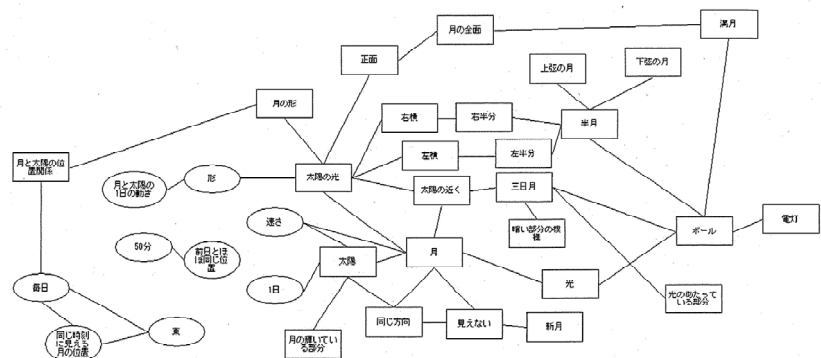 満月
月の全面
正面
上弦の月
下弦の月
月の形
右横
右半分
半月
左横
左半分
月と太陽の位
置関係
月と太陽の
1日の動き
形
太陽の光
太陽の近く
三日月
速さ
暗い部分の模
様
ボール
電灯
50分
前日とほ
ぼ同じ位
置
太陽
月
毎日
1日
光
光のあたって
いる部分
同じ時刻
に見える
月の位置
東
同じ方向
見えない
新月
月の輝いてい
る部分